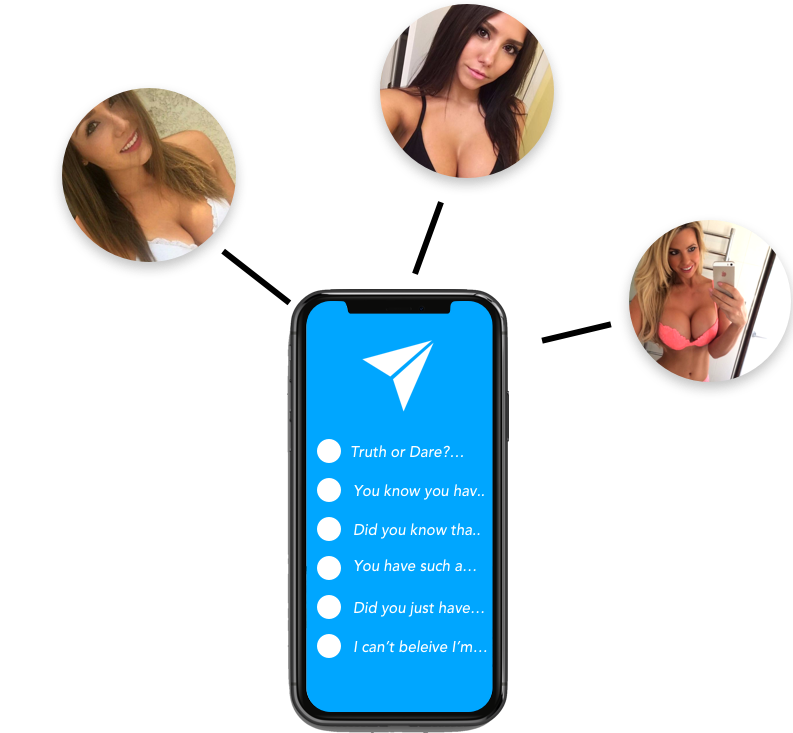 Truth or Dare?...
You know you hav..
Did you know tha..
You have such a...
Did you just have...
I can't beleive I'm...